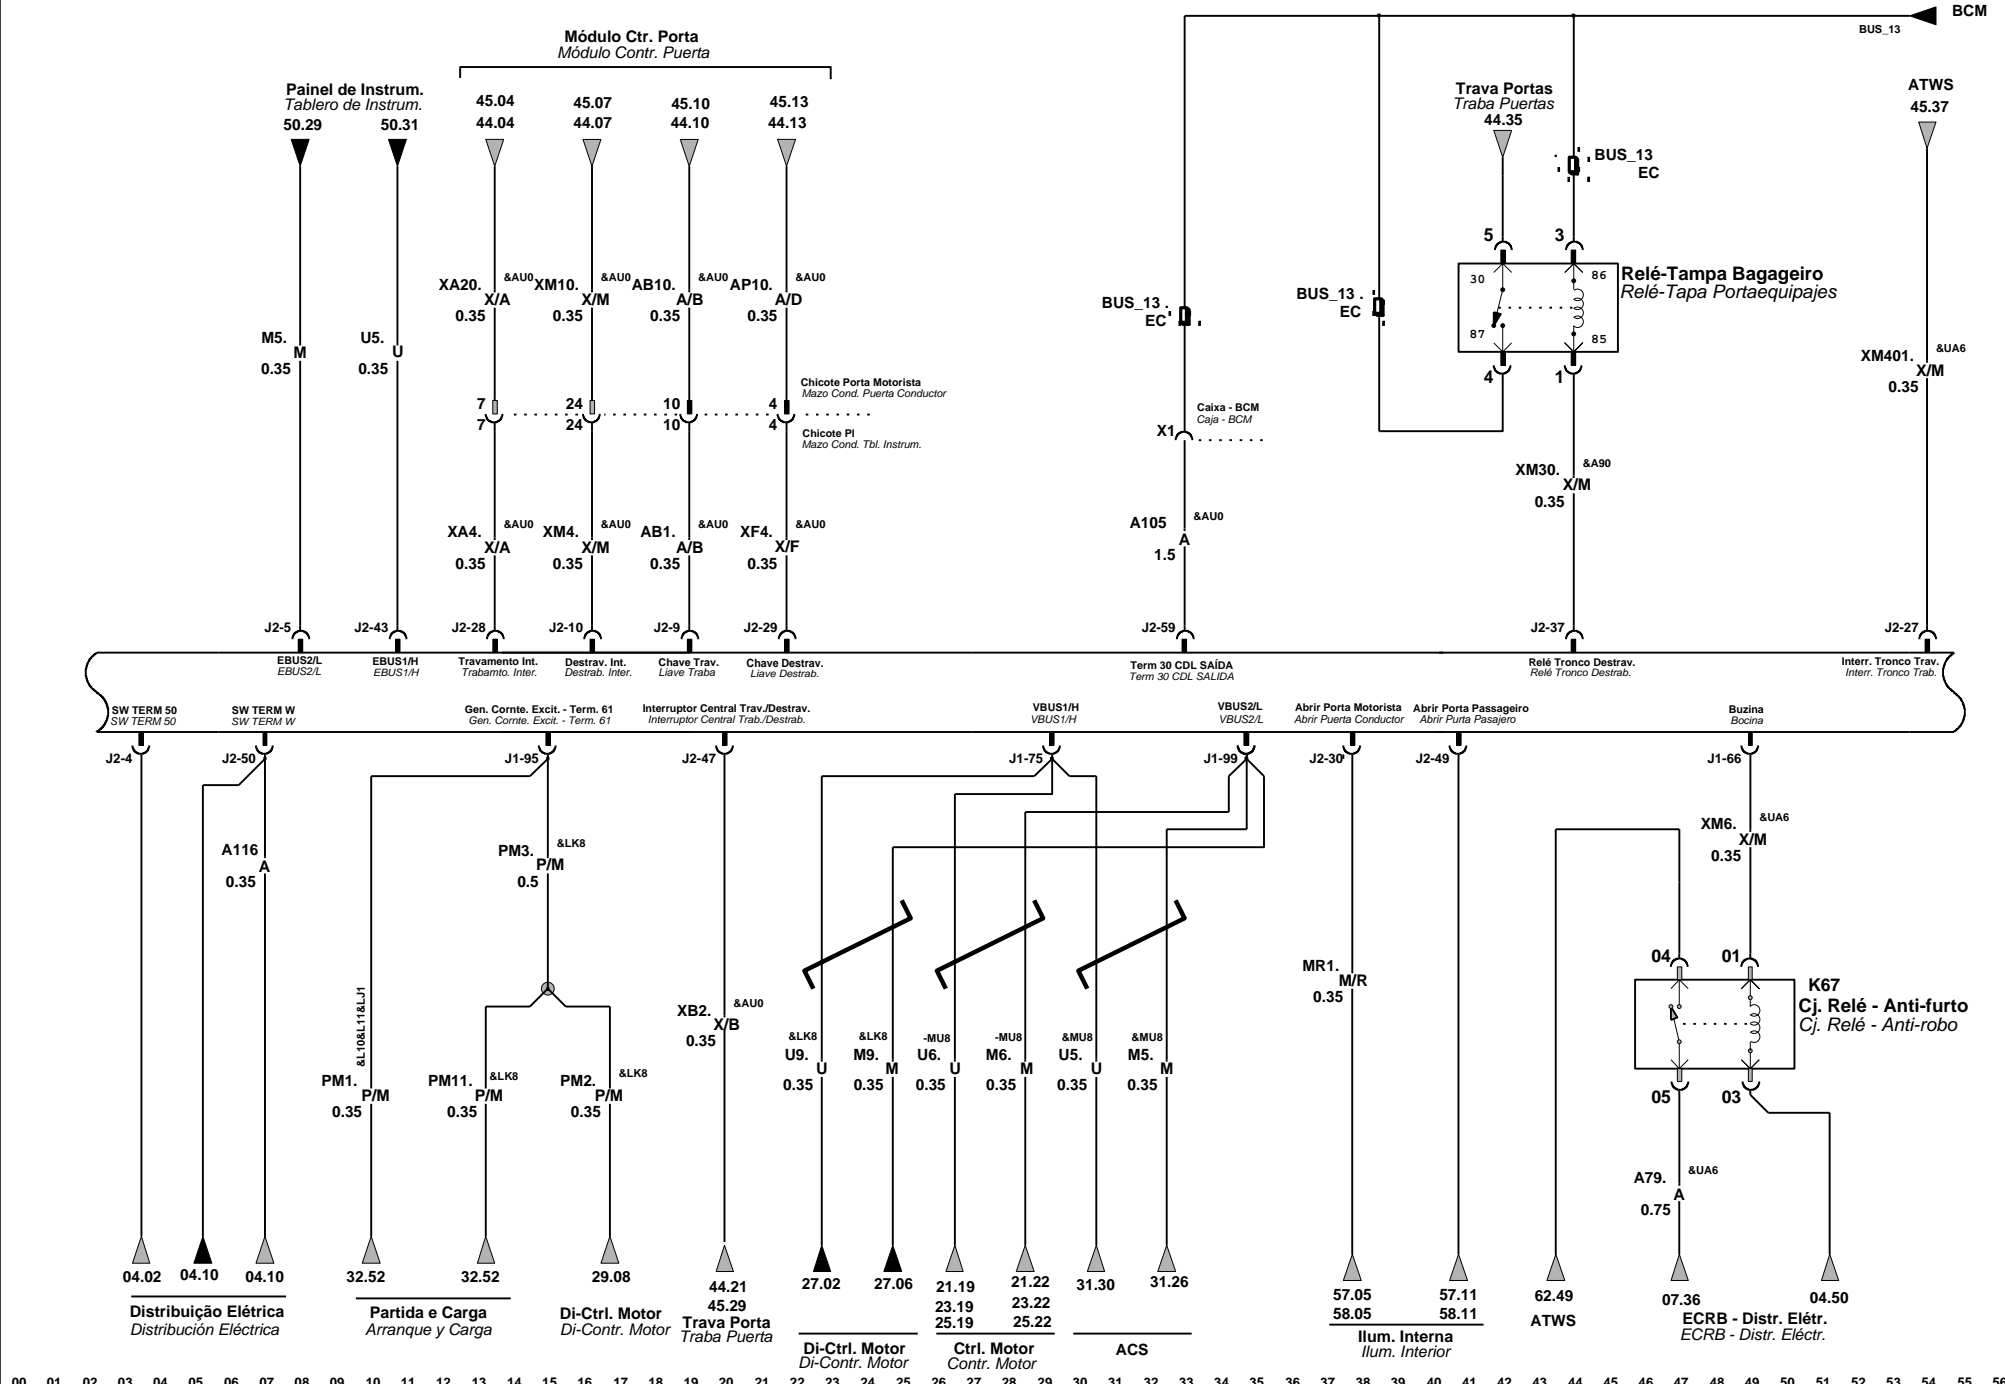 BCM
BUS_13
Módulo Ctr. Porta
Módulo Contr. Puerta
Painel de Instrum.
Tablero de Instrum.
50.29
50.31
45.04
44.04
45.07
44.07
45.10
44.10
45.13
44.13
Trava Portas
Traba Puertas
44.35
ATWS
45.37
BUS_13
EC
5
3
30
86
87
85
4
1
Relé-Tampa Bagageiro
Relé-Tapa Portaequipajes
BUS_13 .
EC
BUS_13 .
EC
XA20.
&AU0
X/A
0.35
XM10.
&AU0
X/M
0.35
AB10.
&AU0
A/B
0.35
AP10.
&AU0
A/D
0.35
M5.
M
0.35
U5.
U
0.35
XM401.
&UA6
X/M
0.35
Chicote Porta Motorista
Mazo Cond. Puerta Conductor
7
24
10
4
7
24
10
4
Chicote PI
Mazo Cond. Tbl. Instrum.
Caixa - BCM
Caja - BCM
X1
XM30.
&A90
X/M
0.35
XA4.
&AU0
X/A
0.35
XM4.
&AU0
X/M
0.35
AB1.
&AU0
A/B
0.35
XF4.
&AU0
X/F
0.35
A105
&AU0
A
1.5
J2-5
J2-43
J2-28
J2-10
J2-9
J2-29
J2-59
J2-37
J2-27
EBUS2/L
EBUS2/L
EBUS1/H
EBUS1/H
Travamento Int.
Trabamto. Inter.
Destrav. Int.
Destrab. Inter.
Chave Trav.
Liave Traba
Chave Destrav.
Liave Destrab.
Term 30 CDL SAÍDA
Term 30 CDL SALIDA
Relé Tronco Destrav.
Relé Tronco Destrab.
Interr. Tronco Trav.
Interr. Tronco Trab.
SW TERM 50
SW TERM 50
SW TERM W
SW TERM W
Gen. Cornte. Excit. - Term. 61
Gen. Cornte. Excit. - Term. 61
Interruptor Central Trav./Destrav.
Interruptor Central Trab./Destrab.
VBUS1/H
VBUS1/H
VBUS2/L
VBUS2/L
Abrir Porta Motorista
Abrir Puerta Conductor
Abrir Porta Passageiro
Abrir Purta Pasajero
Buzina
Bocina
J2-4
J2-50
J1-95
J2-47
J1-75
J1-99
J2-30
J2-49
J1-66
A116
A
0.35
PM3.
&LK8
P/M
0.5
XM6.
&UA6
X/M
0.35
04
01
K67
Cj. Relé - Anti-furto
Cj. Relé - Anti-robo
05
03
MR1.
M/R
0.35
XB2.
&AU0
X/B
0.35
&L10&L11&LJ1
PM1.
P/M
0.35
PM11.
&LK8
P/M
0.35
PM2.
&LK8
P/M
0.35
&LK8
U9.
U
0.35
&LK8
M9.
M
0.35
-MU8
U6.
U
0.35
-MU8
M6.
M
0.35
&MU8
U5.
U
0.35
&MU8
M5.
M
0.35
A79.
&UA6
A
0.75
04.02
04.10
04.10
Distribuição Elétrica
Distribución Eléctrica
32.52
32.52
Partida e Carga
Arranque y Carga
29.08
Di-Ctrl. Motor
Di-Contr. Motor
44.21
45.29
Trava Porta
Traba Puerta
27.02
27.06
Di-Ctrl. Motor
Di-Contr. Motor
21.19
23.19
25.19
21.22
23.22
25.22
Ctrl. Motor
Contr. Motor
31.30
31.26
ACS
57.05
58.05
57.11
58.11
Ilum. Interna
Ilum. Interior
62.49
ATWS
07.36
04.50
ECRB - Distr. Elétr.
ECRB - Distr. Eléctr.
00 01 02 03 04 05 06 07 08 09 10 11 12 13 14 15 16 17 18 19 20 21 22 23 24 25 26 27 28 29 30 31 32 33 34 35 36 37 38 39 40 41 42 43 44 45 46 47 48 49 50 51 52 53 54 55 56